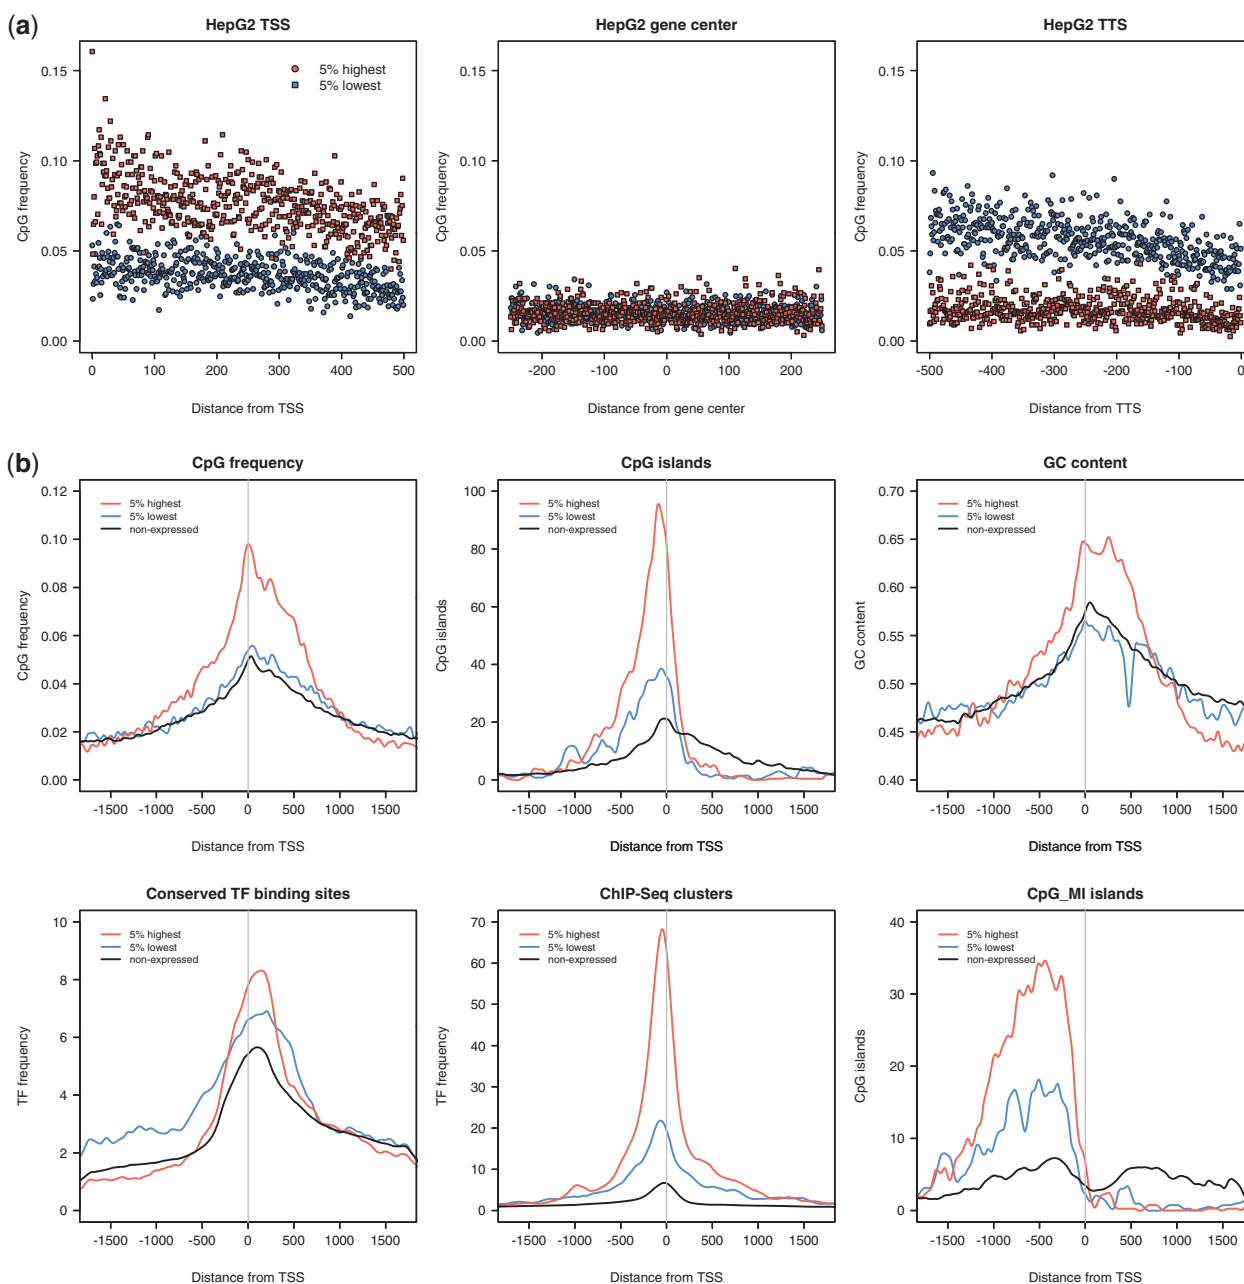 (a)
HepG2 TSS
CpG frequency
0.15
0.10
0.05
0.00
5% highest
5% lowest
0 100 200 300 400 500
Distance from TSS
HepG2 gene center
CpG frequency
0.15
0.10
0.05
0.00
-200 -100 0 100 200
Distance from gene center
HepG2 TTS
CpG frequency
0.15
0.10
0.05
0.00
-500 -400 -300 -200 -100 0
Distance from TTS
(b)
CpG frequency
CpG frequency
0.12
0.10
0.08
0.06
0.04
0.02
0.00
5% highest
5% lowest
non-expressed
-1500 -1000 -500 0 500 1000 1500
Distance from TSS
CpG islands
CpG islands
100
80
60
40
20
0
5% highest
5% lowest
non-expressed
-1500 -1000 -500 0 500 1000 1500
Distance from TSS
GC content
GC content
0.70
0.65
0.60
0.55
0.50
0.45
0.40
5% highest
5% lowest
non-expressed
-1500 -1000 -500 0 500 1000 1500
Distance from TSS
Conserved TF binding sites
TF frequency
10
8
6
4
2
0
5% highest
5% lowest
non-expressed
-1500 -1000 -500 0 500 1000 1500
Distance from TSS
ChIP-Seq clusters
TF frequency
70
60
50
40
30
20
10
0
5% highest
5% lowest
non-expressed
-1500 -1000 -500 0 500 1000 1500
Distance from TSS
CpG_MI islands
CpG islands
40
30
20
10
0
5% highest
5% lowest
non-expressed
-1500 -1000 -500 0 500 1000 1500
Distance from TSS